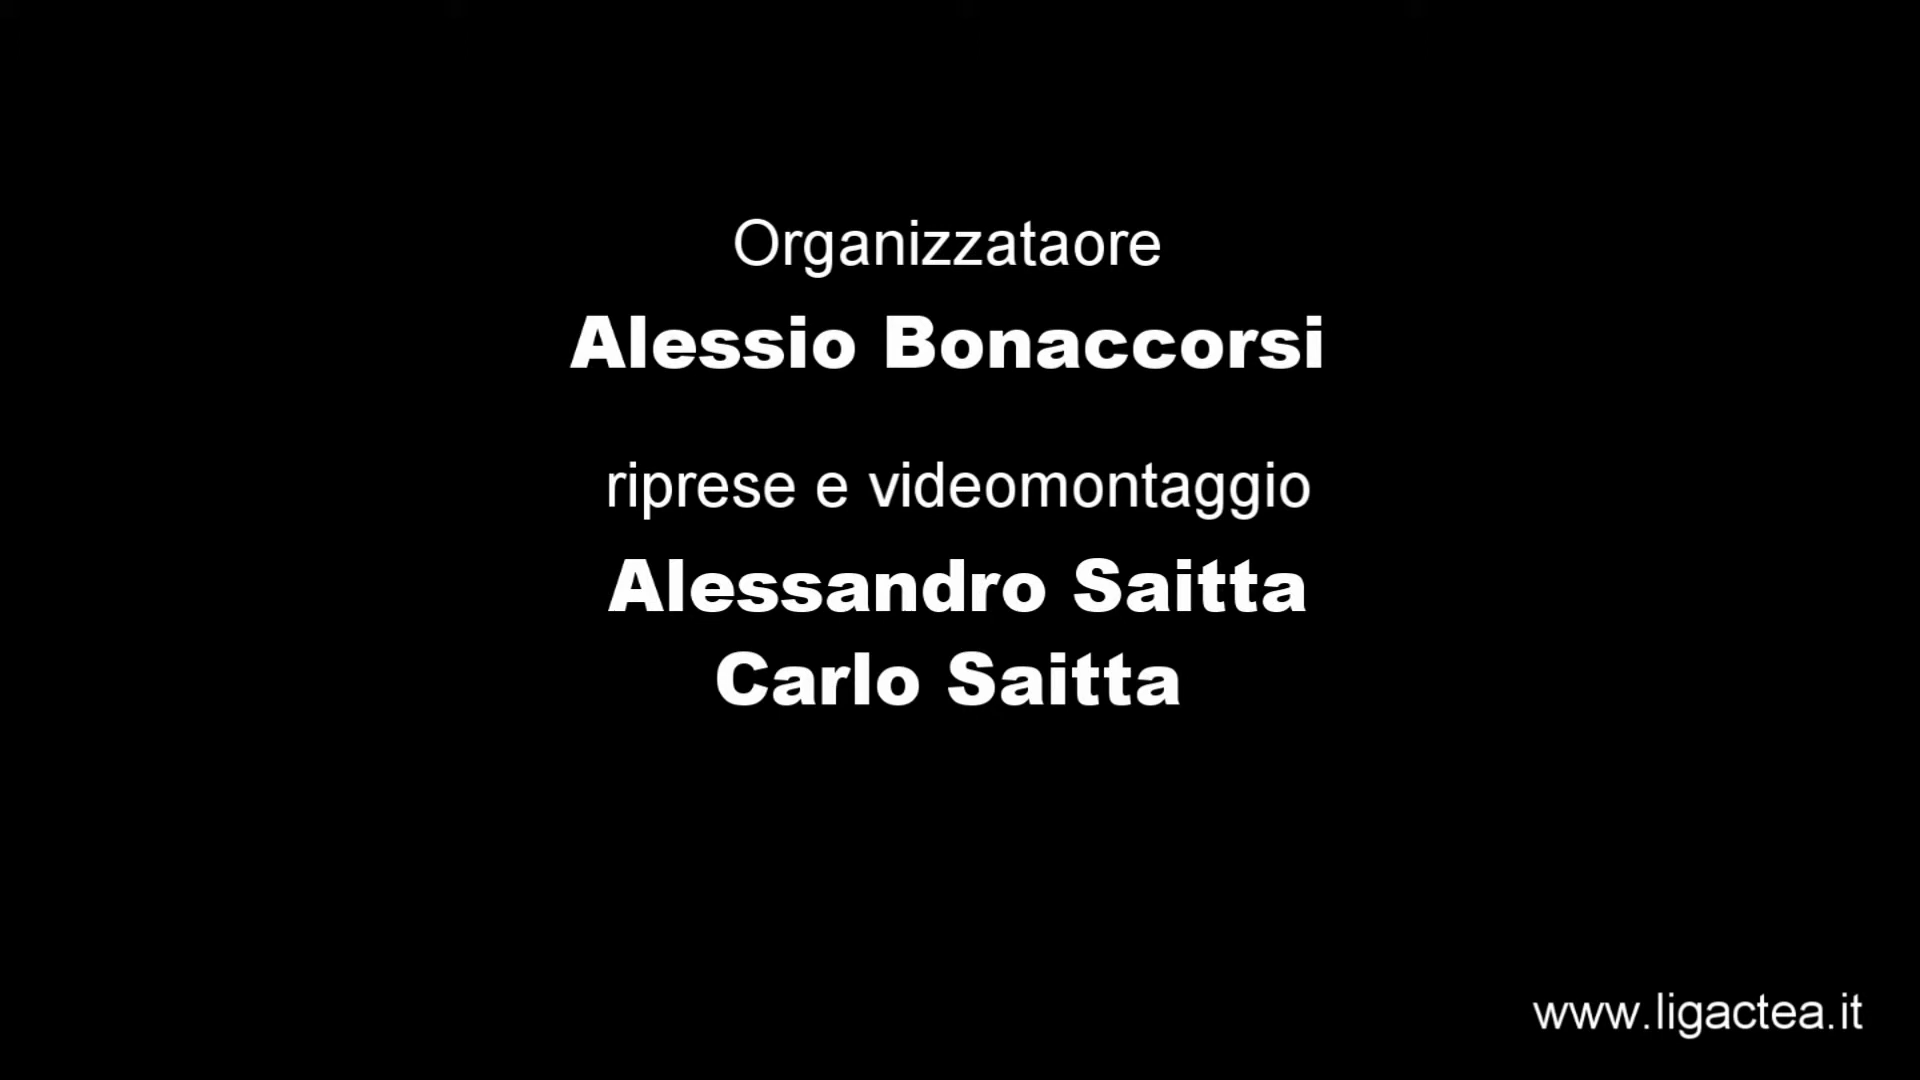 Organizzataore
Alessio Bonaccorsi
riprese e videomontaggio
Alessandro Saitta
Carlo Saitta
www.ligactea.it